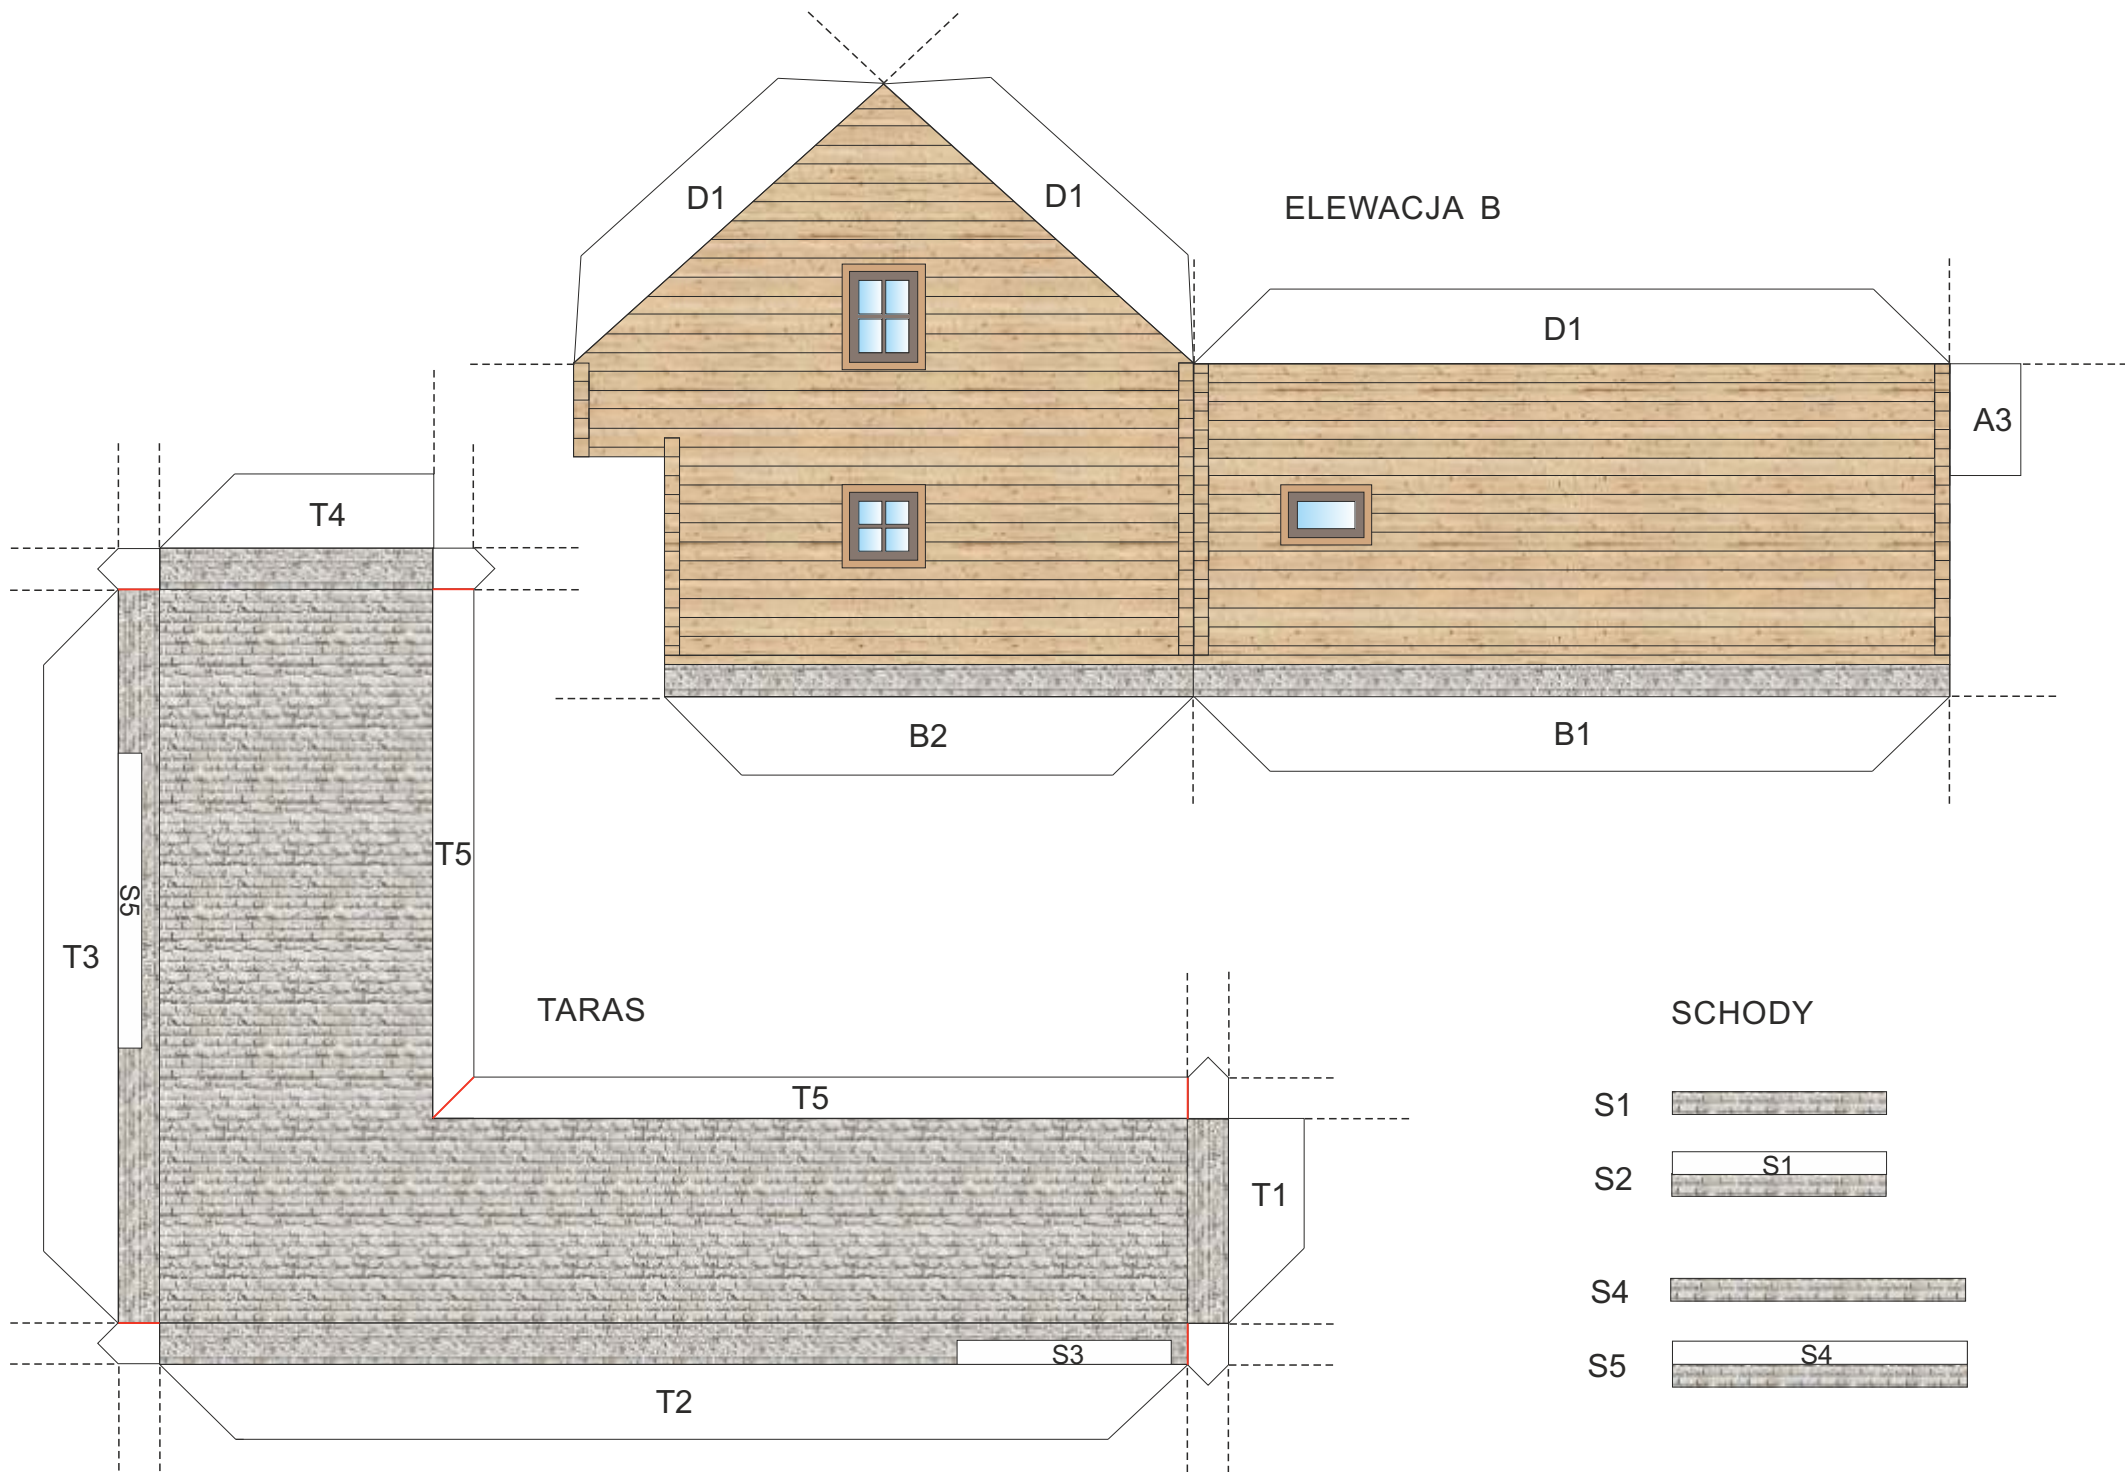 D1
D1
ELEWACJA B
D1
A3
T4
B2
B1
T5
S5
T3
TARAS
SCHODY
T5
S1
S2
S1
T1
S4
S3
S5
S4
T2